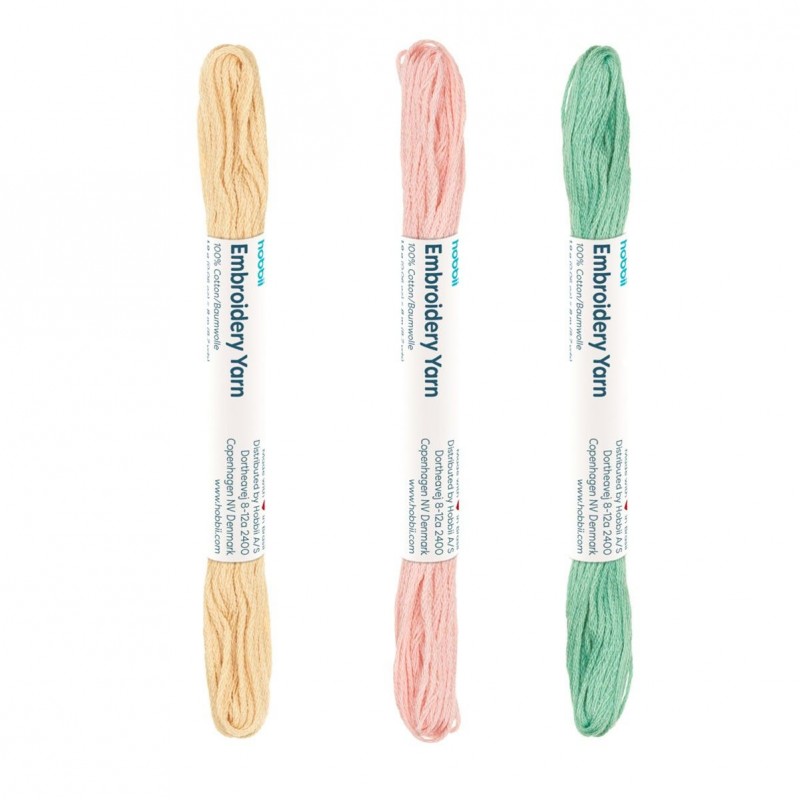 hobbii
Embroidery Yarn
100% Cotton/Baumwolle
Distributed by Hobbii A/S
Dortheavej 8-12a 2400
Copenhagen NV Denmark
www.hobbii.com
hobbii
Embroidery Yarn
100% Cotton/Baumwolle
Distributed by Hobbii A/S
Dortheavej 8-12a 2400
Copenhagen NV Denmark
www.hobbii.com
hobbii
Embroidery Yarn
100% Cotton/Baumwolle
Distributed by Hobbii A/S
Dortheavej 8-12a 2400
Copenhagen NV Denmark
www.hobbii.com